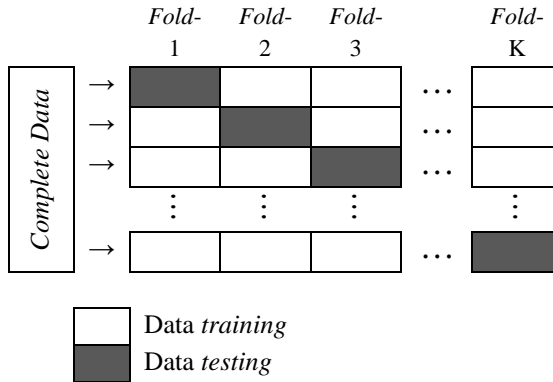 Fold- Fold- Fold- Fold-
1 2 3 K
Complete Data
→ …
→ …
→ …
⋮ ⋮ ⋮ ⋮
→ …
Data training
Data testing